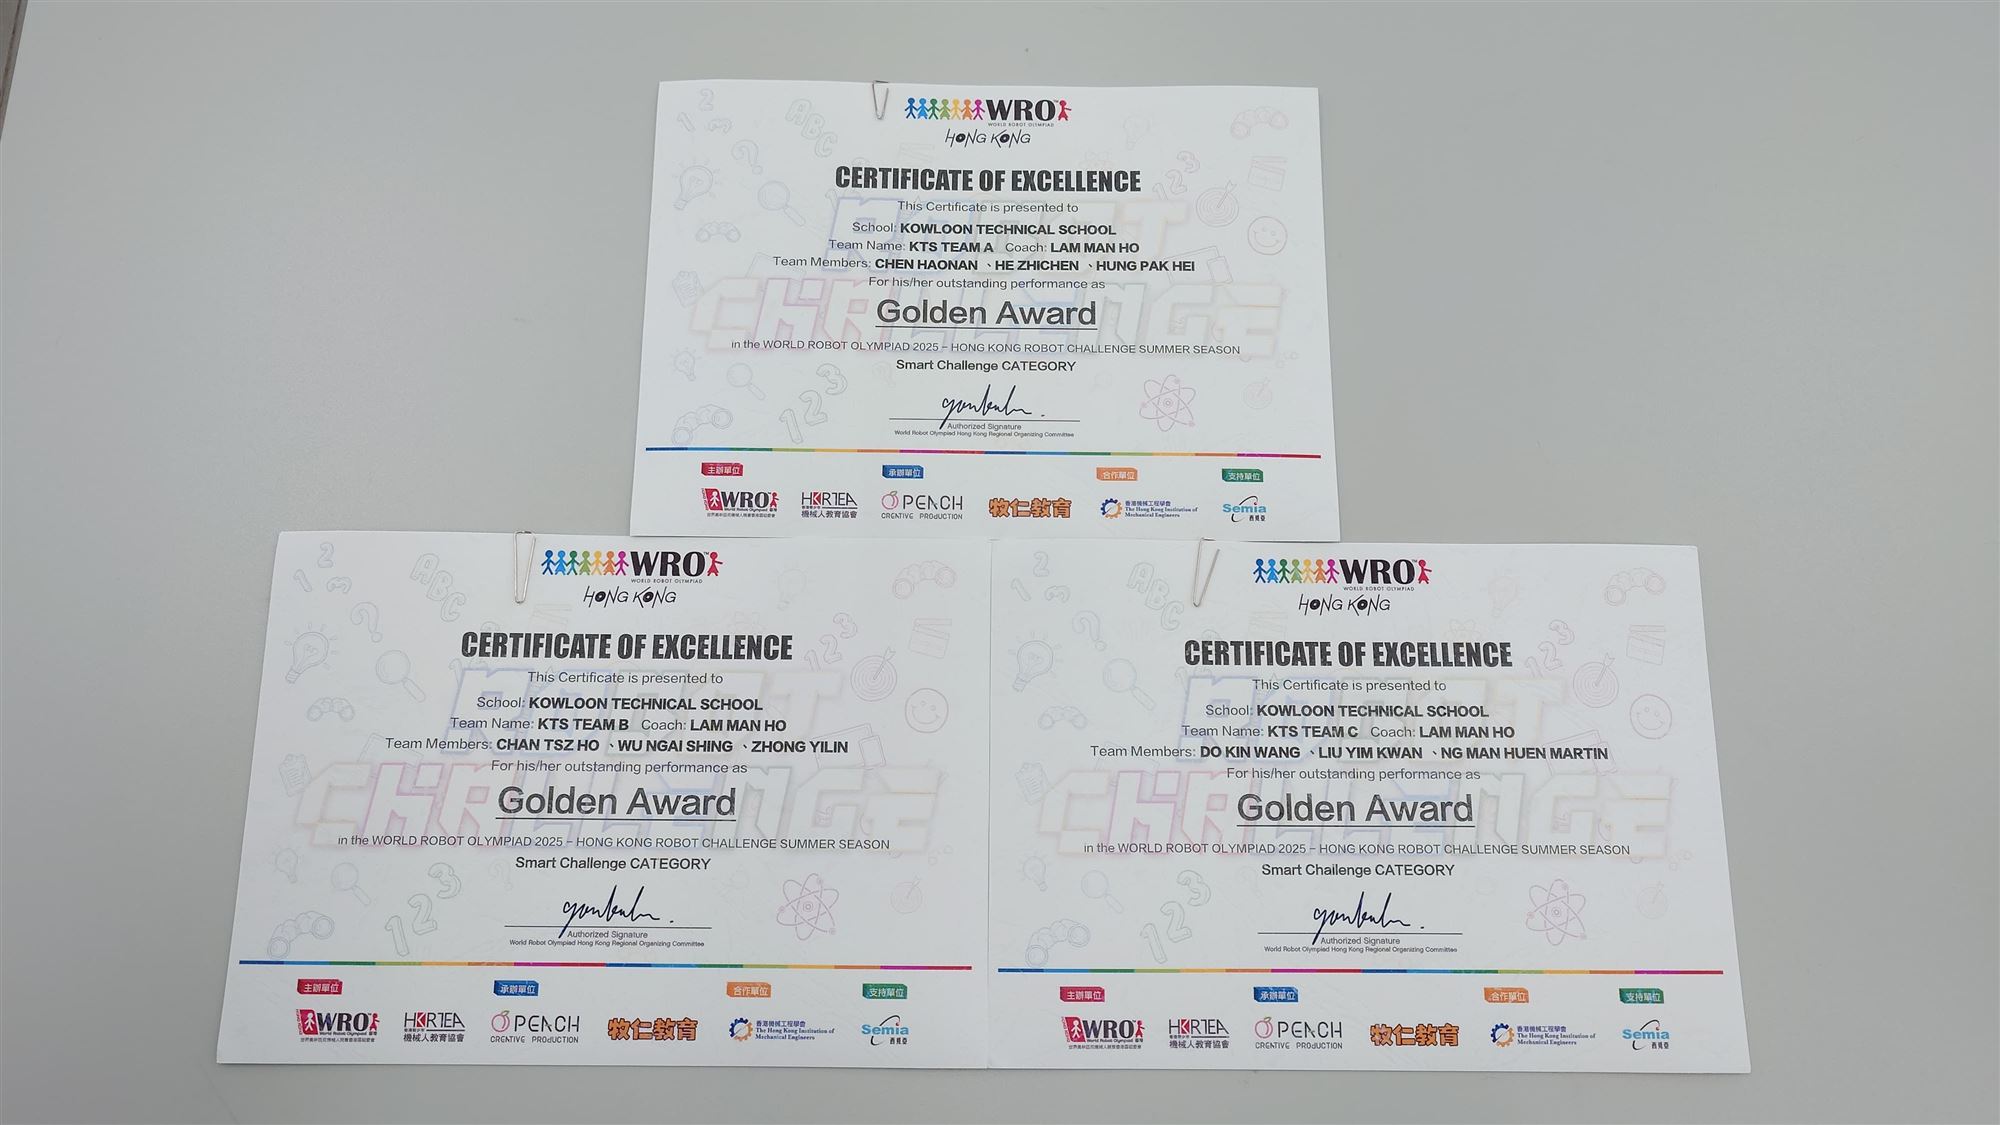 WRO
WORLD ROBOT OLYMPIAD
HONG KONG
CERTIFICATE OF EXCELLENCE
This Certificate is presented to
School: KOWLOON TECHNICAL SCHOOL
Team Name: KTS TEAM A Coach: LAM MAN HO
Team Members: CHEN HAONAN 、HE ZHICHEN 、HUNG PAK HEI
For his/her outstanding performance as
Golden Award
in the WORLD ROBOT OLYMPIAD 2025 – HONG KONG ROBOT CHALLENGE SUMMER SEASON
Smart Challenge CATEGORY
Authorized Signature
World Robot Olympiad Hong Kong Regional Organizing Committee
主辦單位 承辦單位 合作單位 支持單位
WRO HKRTEA PEACH 牧仁教育 香港機械工程學會 Semia
World Robot Olympiad 機械人教育協會 CREATIVE PRODUCTION The Hong Kong Institution of Mechanical Engineers 西覓亞
WRO
WORLD ROBOT OLYMPIAD
HONG KONG
CERTIFICATE OF EXCELLENCE
This Certificate is presented to
School: KOWLOON TECHNICAL SCHOOL
Team Name: KTS TEAM B Coach: LAM MAN HO
Team Members: CHAN TSZ HO 、WU NGAI SHING 、ZHONG YILIN
For his/her outstanding performance as
Golden Award
in the WORLD ROBOT OLYMPIAD 2025 – HONG KONG ROBOT CHALLENGE SUMMER SEASON
Smart Challenge CATEGORY
Authorized Signature
World Robot Olympiad Hong Kong Regional Organizing Committee
主辦單位 承辦單位 合作單位 支持單位
WRO HKRTEA PEACH 牧仁教育 香港機械工程學會 Semia
World Robot Olympiad 機械人教育協會 CREATIVE PRODUCTION The Hong Kong Institution of Mechanical Engineers 西覓亞
WRO
WORLD ROBOT OLYMPIAD
HONG KONG
CERTIFICATE OF EXCELLENCE
This Certificate is presented to
School: KOWLOON TECHNICAL SCHOOL
Team Name: KTS TEAM C Coach: LAM MAN HO
Team Members: DO KIN WANG 、LIU YIM KWAN 、NG MAN HUEN MARTIN
For his/her outstanding performance as
Golden Award
in the WORLD ROBOT OLYMPIAD 2025 – HONG KONG ROBOT CHALLENGE SUMMER SEASON
Smart Challenge CATEGORY
Authorized Signature
World Robot Olympiad Hong Kong Regional Organizing Committee
主辦單位 承辦單位 合作單位 支持單位
WRO HKRTEA PEACH 牧仁教育 香港機械工程學會 Semia
World Robot Olympiad 機械人教育協會 CREATIVE PRODUCTION The Hong Kong Institution of Mechanical Engineers 西覓亞